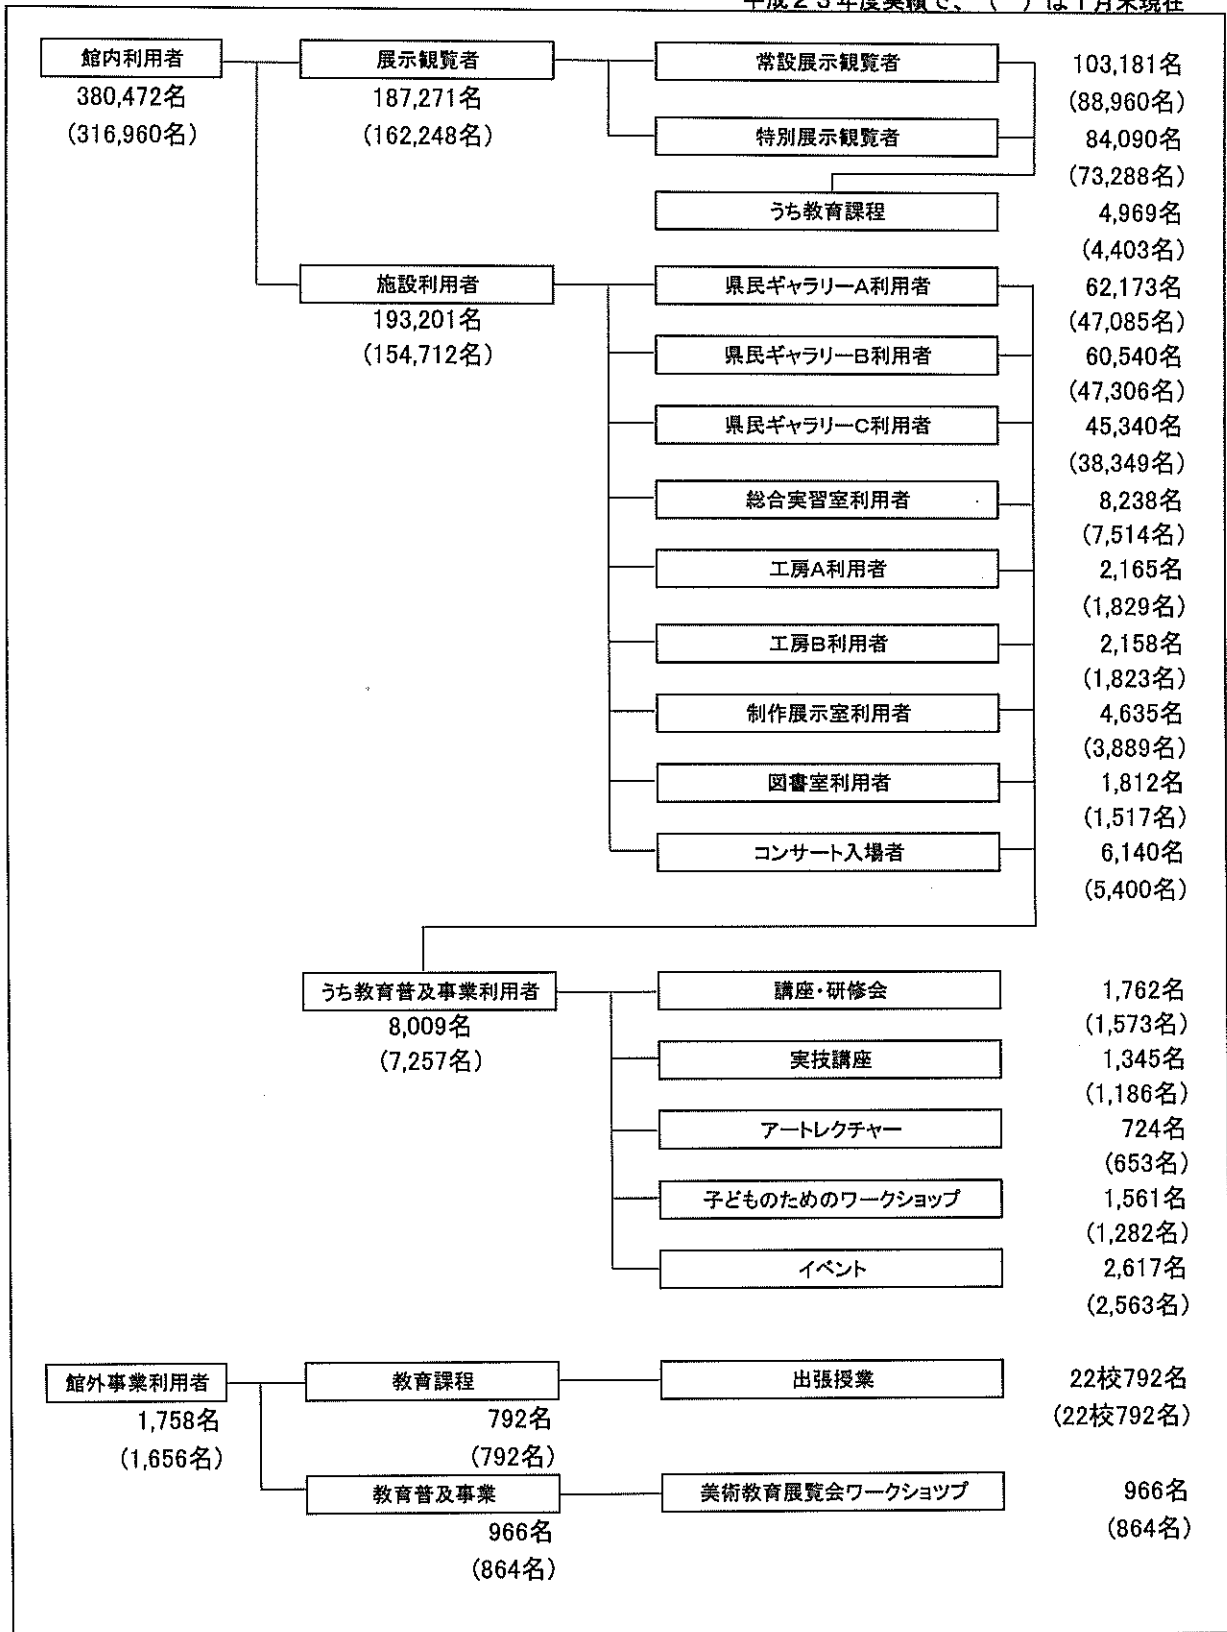 平成23年度実績で、（　）は1月末現在
館内利用者 展示観覧者 常設展示観覧者 103,181名
380,472名 187,271名 (88,960名)
(316,960名) (162,248名) 特別展示観覧者 84,090名
(73,288名)
うち教育課程 4,969名
(4,403名)
施設利用者 県民ギャラリーA利用者 62,173名
193,201名 (47,085名)
(154,712名) 県民ギャラリーB利用者 60,540名
(47,306名)
県民ギャラリーC利用者 45,340名
(38,349名)
総合実習室利用者 8,238名
(7,514名)
工房A利用者 2,165名
(1,829名)
工房B利用者 2,158名
(1,823名)
制作展示室利用者 4,635名
(3,889名)
図書室利用者 1,812名
(1,517名)
コンサート入場者 6,140名
(5,400名)
うち教育普及事業利用者 講座・研修会 1,762名
8,009名 (1,573名)
(7,257名) 実技講座 1,345名
(1,186名)
アートレクチャー 724名
(653名)
子どものためのワークショップ 1,561名
(1,282名)
イベント 2,617名
(2,563名)
館外事業利用者 教育課程 出張授業 22校792名
1,758名 792名 (22校792名)
(1,656名) (792名)
教育普及事業 美術教育展覧会ワークショツプ 966名
966名 (864名)
(864名)